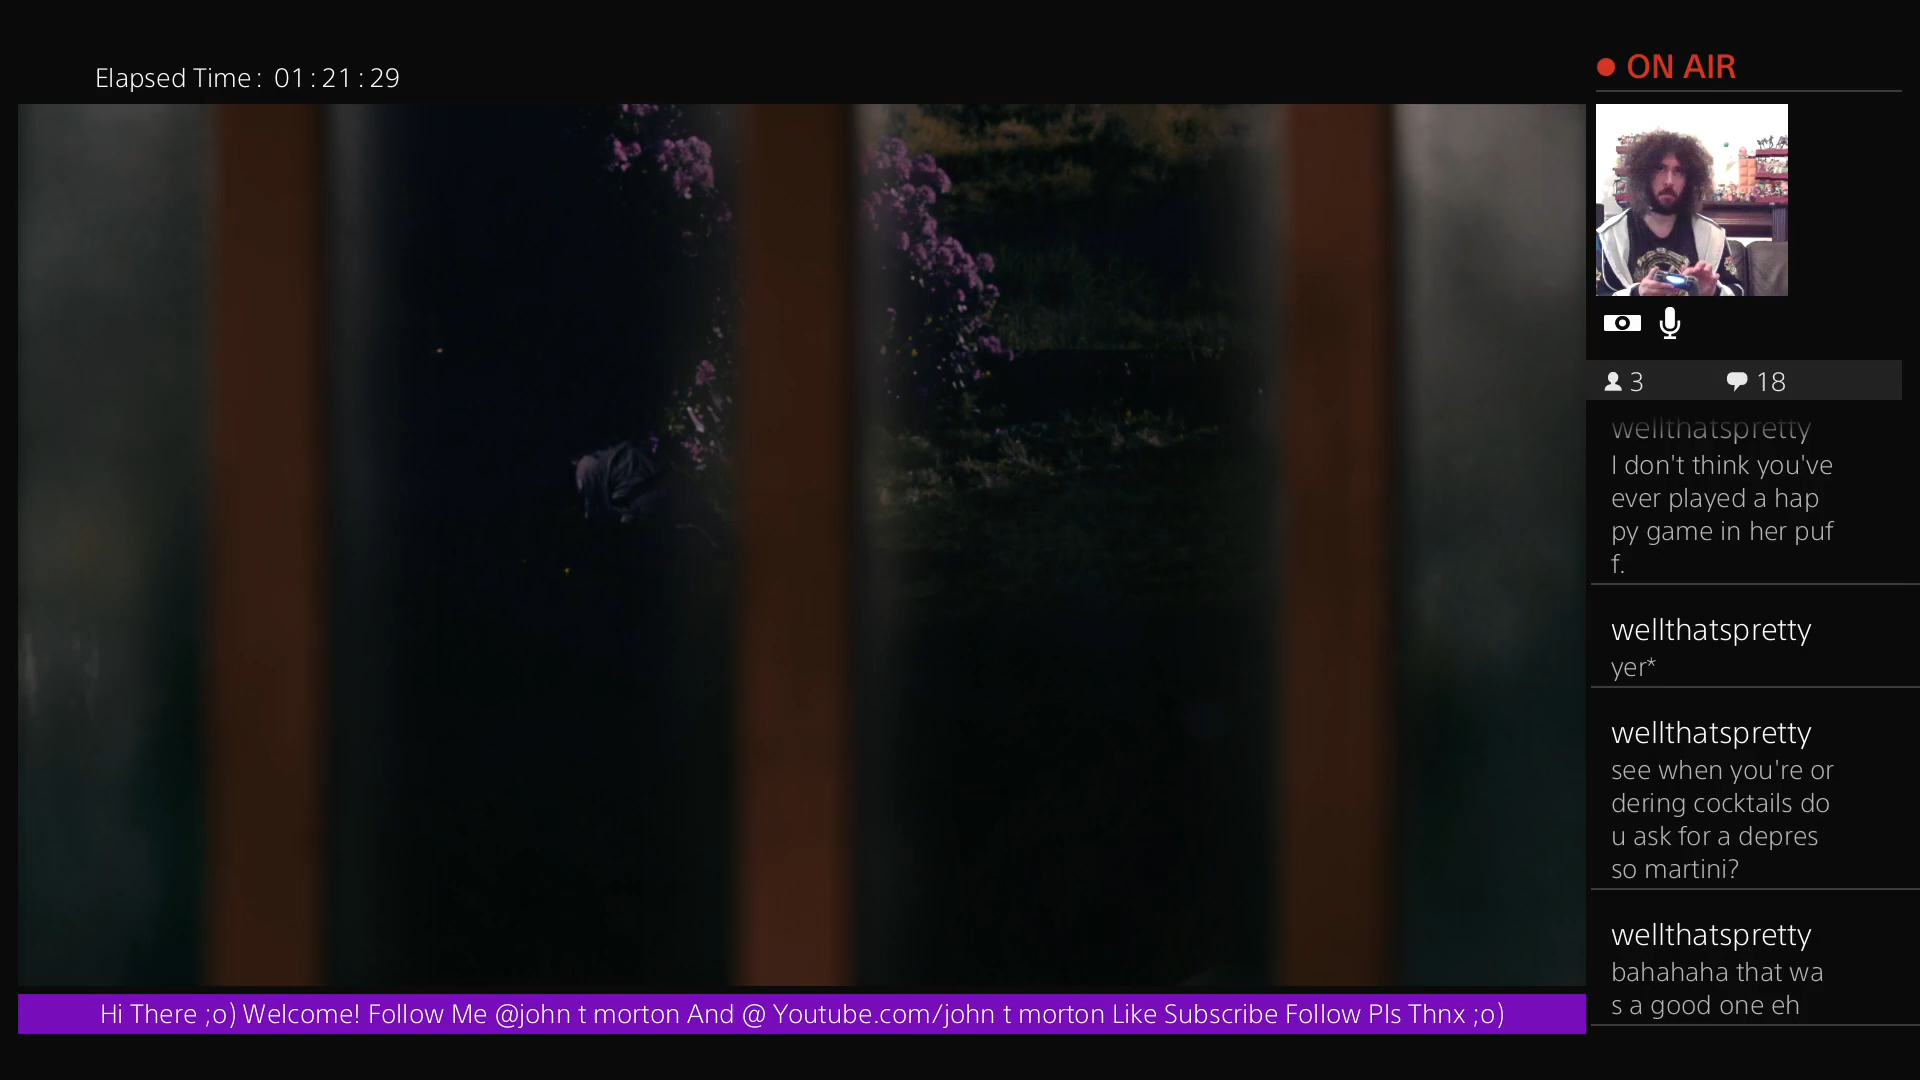 Elapsed Time: 01:21:29
ON AIR
3 18
wellthatspretty
I don't think you've
ever played a hap
py game in her puf
f.
wellthatspretty
yer*
wellthatspretty
see when you're or
dering cocktails do
u ask for a depres
so martini?
wellthatspretty
bahahaha that wa
s a good one eh
Hi There ;o) Welcome! Follow Me @john t morton And @ Youtube.com/john t morton Like Subscribe Follow Pls Thnx ;o)